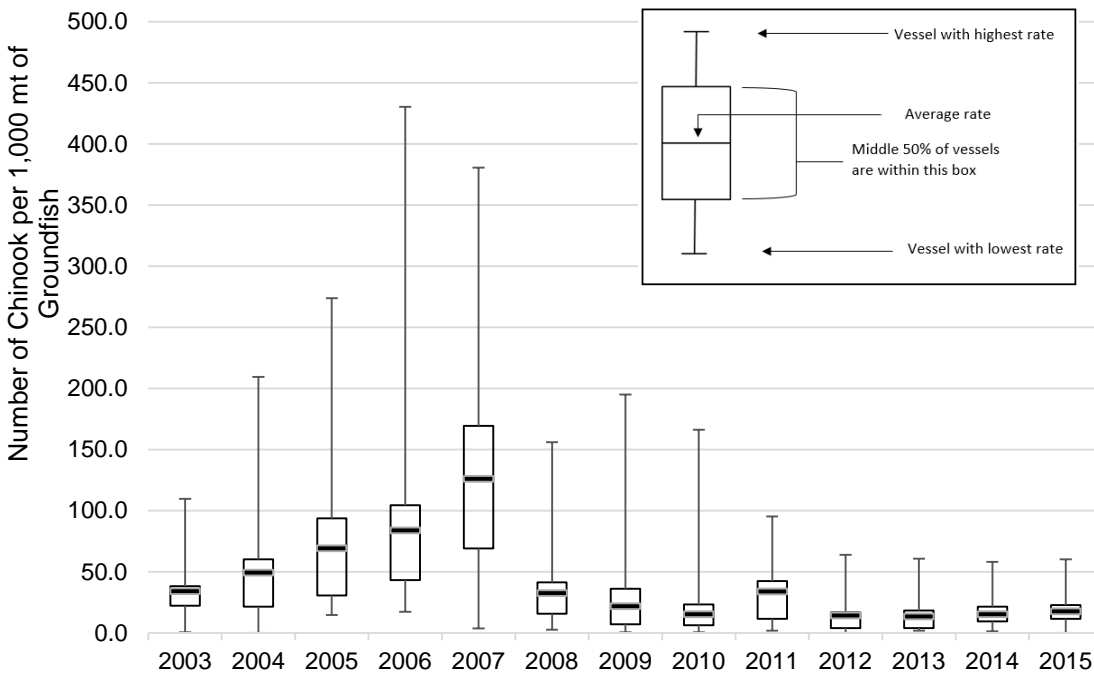 Number of Chinook per 1,000 mt of
Groundfish
500.0
450.0
400.0
350.0
300.0
250.0
200.0
150.0
100.0
50.0
0.0
Vessel with highest rate
Average rate
Middle 50% of vessels
are within this box
Vessel with lowest rate
2003 2004 2005 2006 2007 2008 2009 2010 2011 2012 2013 2014 2015